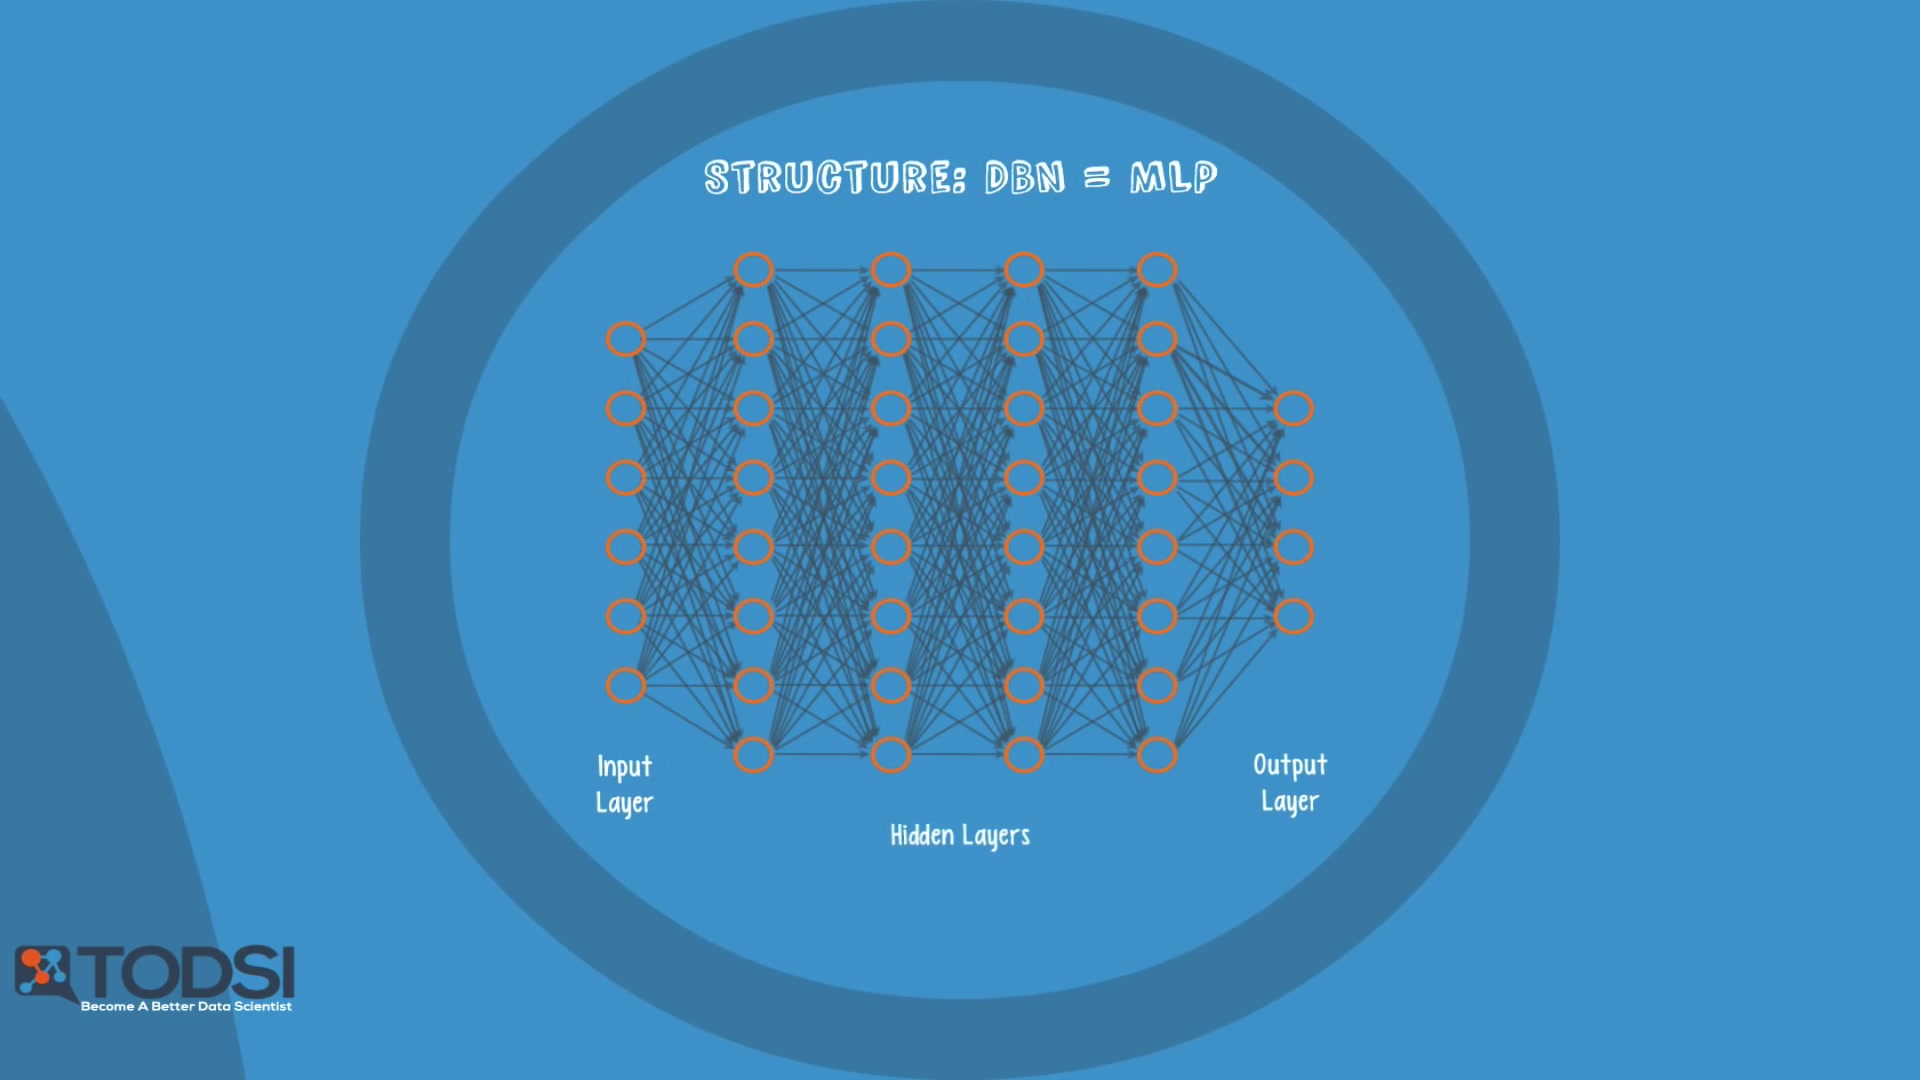 STRUCTURE: DBN = MLP
Input
Layer
Output
Layer
Hidden Layers
TODSI
Become A Better Data Scientist